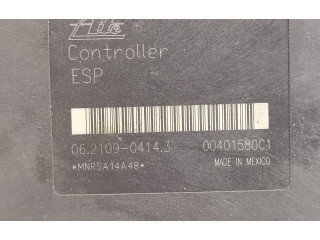 Ate
Controller
ESP
06.2109-0414.3 00401580C1
*MNR5A14A48* MADE IN MEXICO